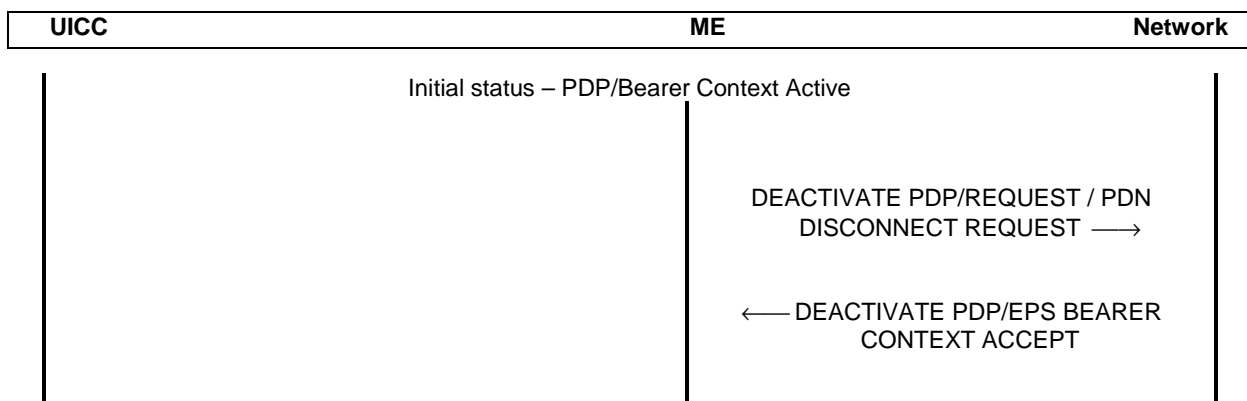 UICC ME Network
Initial status – PDP/Bearer Context Active
DEACTIVATE PDP/REQUEST / PDN
DISCONNECT REQUEST ⟶
⟵ DEACTIVATE PDP/EPS BEARER
CONTEXT ACCEPT